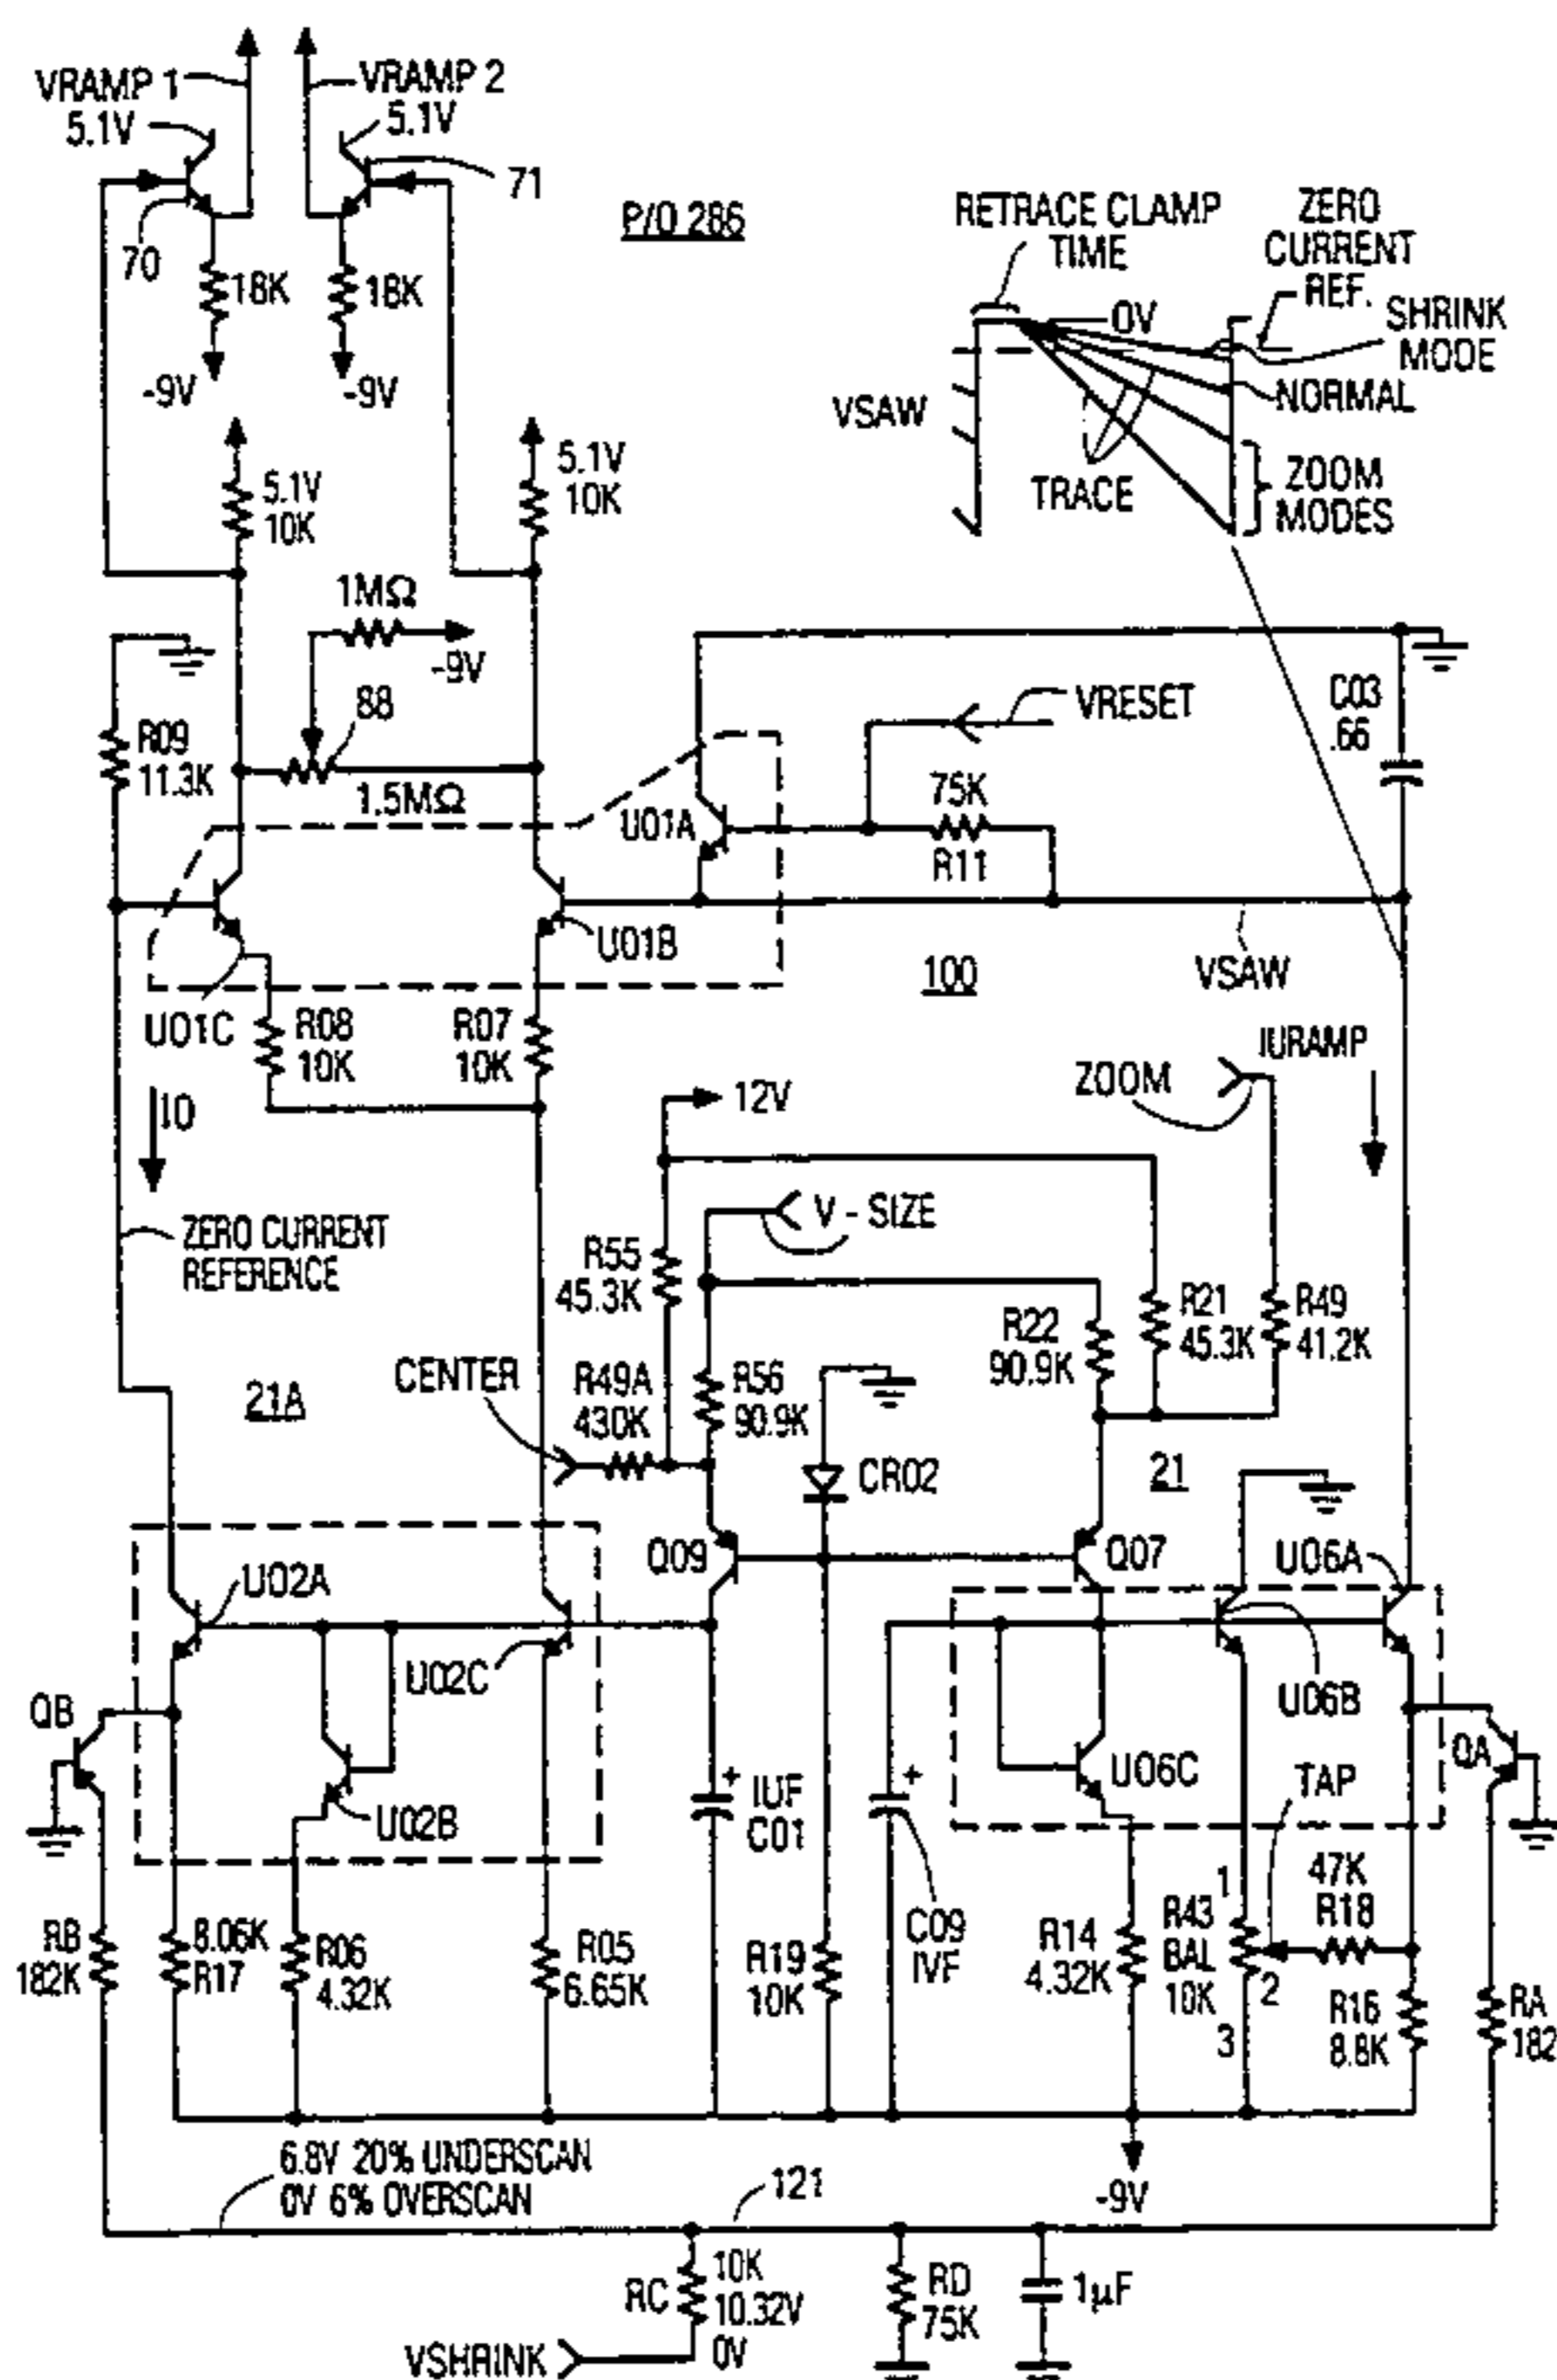 VRAMP 1
5.1V
VRAMP 2
5.1V
71
70
18K
18K
-9V
-9V
P/O 286
RETRACE CLAMP
TIME
ZERO
CURRENT
REF.
0V
SHRINK
MODE
NORMAL
VSAW
TRACE
ZOOM
MODES
5.1V
10K
5.1V
10K
1MΩ
-9V
88
1.5MΩ
R09
11.3K
VRESET
C03
.66
75K
R11
U01A
U01B
U01C
100
VSAW
R08
10K
R07
10K
IO
IURAMP
ZOOM
12V
V - SIZE
ZERO CURRENT
REFERENCE
R55
45.3K
R22
90.9K
R21
45.3K
R49
41.2K
CENTER
R49A
430K
R56
90.9K
21A
CR02
21
U02A
Q09
Q07
U06A
U02C
U06B
QB
U02B
U06C
TAP
QA
+
IUF
C01
+
C09
IVF
RB
182K
8.06K
R17
R06
4.32K
R05
6.65K
R19
10K
R14
4.32K
1
R43
BAL
10K
2
3
47K
R18
R16
8.8K
RA
182
-9V
6.8V 20% UNDERSCAN
0V 6% OVERSCAN
121
RC
10K
10.32V
0V
RD
75K
1µF
VSHRINK